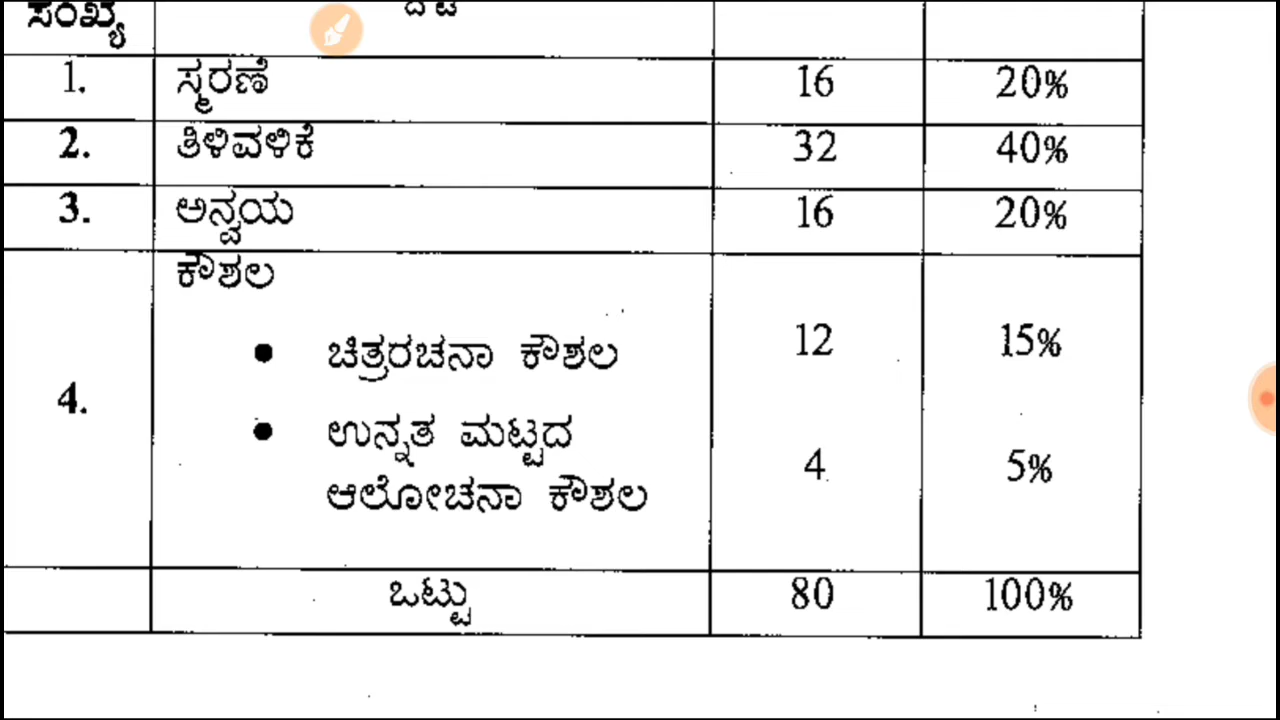 ಸಂಖ್ಯೆ
1. ಸ್ಮರಣೆ 16 20%
2. ತಿಳಿವಳಿಕೆ 32 40%
3. ಅನ್ವಯ 16 20%
4. ಕೌಶಲ
● ಚಿತ್ರರಚನಾ ಕೌಶಲ 12 15%
● ಉನ್ನತ ಮಟ್ಟದ
ಆಲೋಚನಾ ಕೌಶಲ 4 5%
ಒಟ್ಟು 80 100%